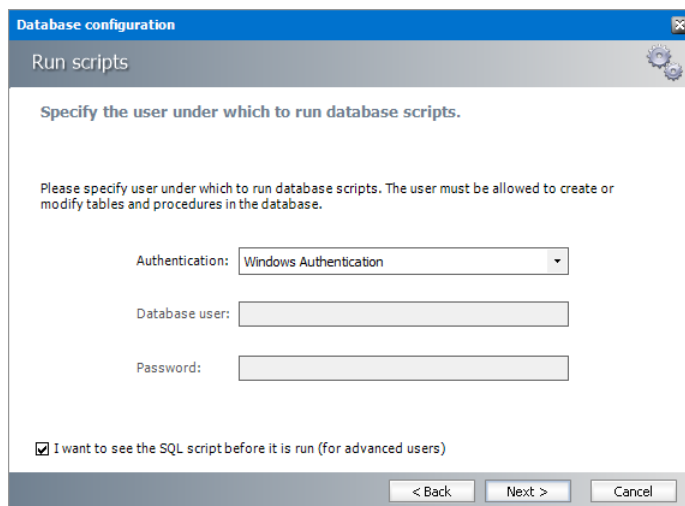 Database configuration
Run scripts
Specify the user under which to run database scripts.
Please specify user under which to run database scripts. The user must be allowed to create or
modify tables and procedures in the database.
Authentication: Windows Authentication
Database user:
Password:
I want to see the SQL script before it is run (for advanced users)
< Back Next > Cancel